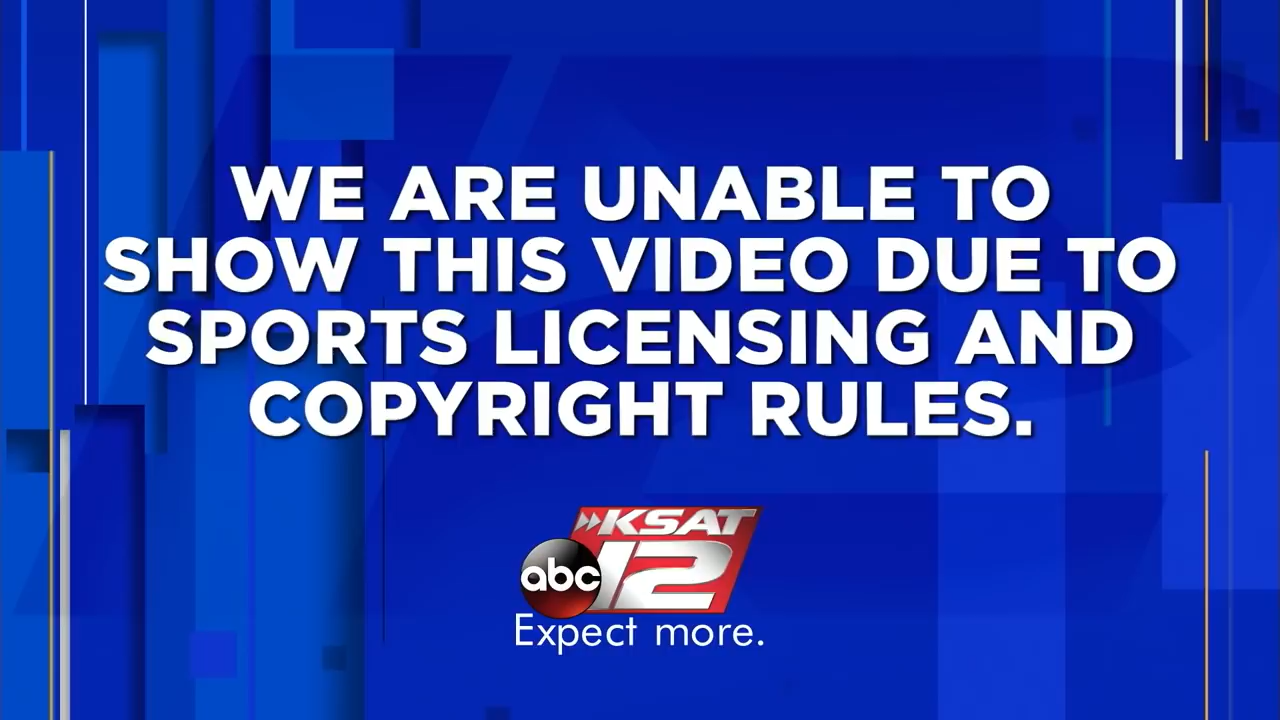 WE ARE UNABLE TO
SHOW THIS VIDEO DUE TO
SPORTS LICENSING AND
COPYRIGHT RULES.
KSAT
abc 12
Expect more.